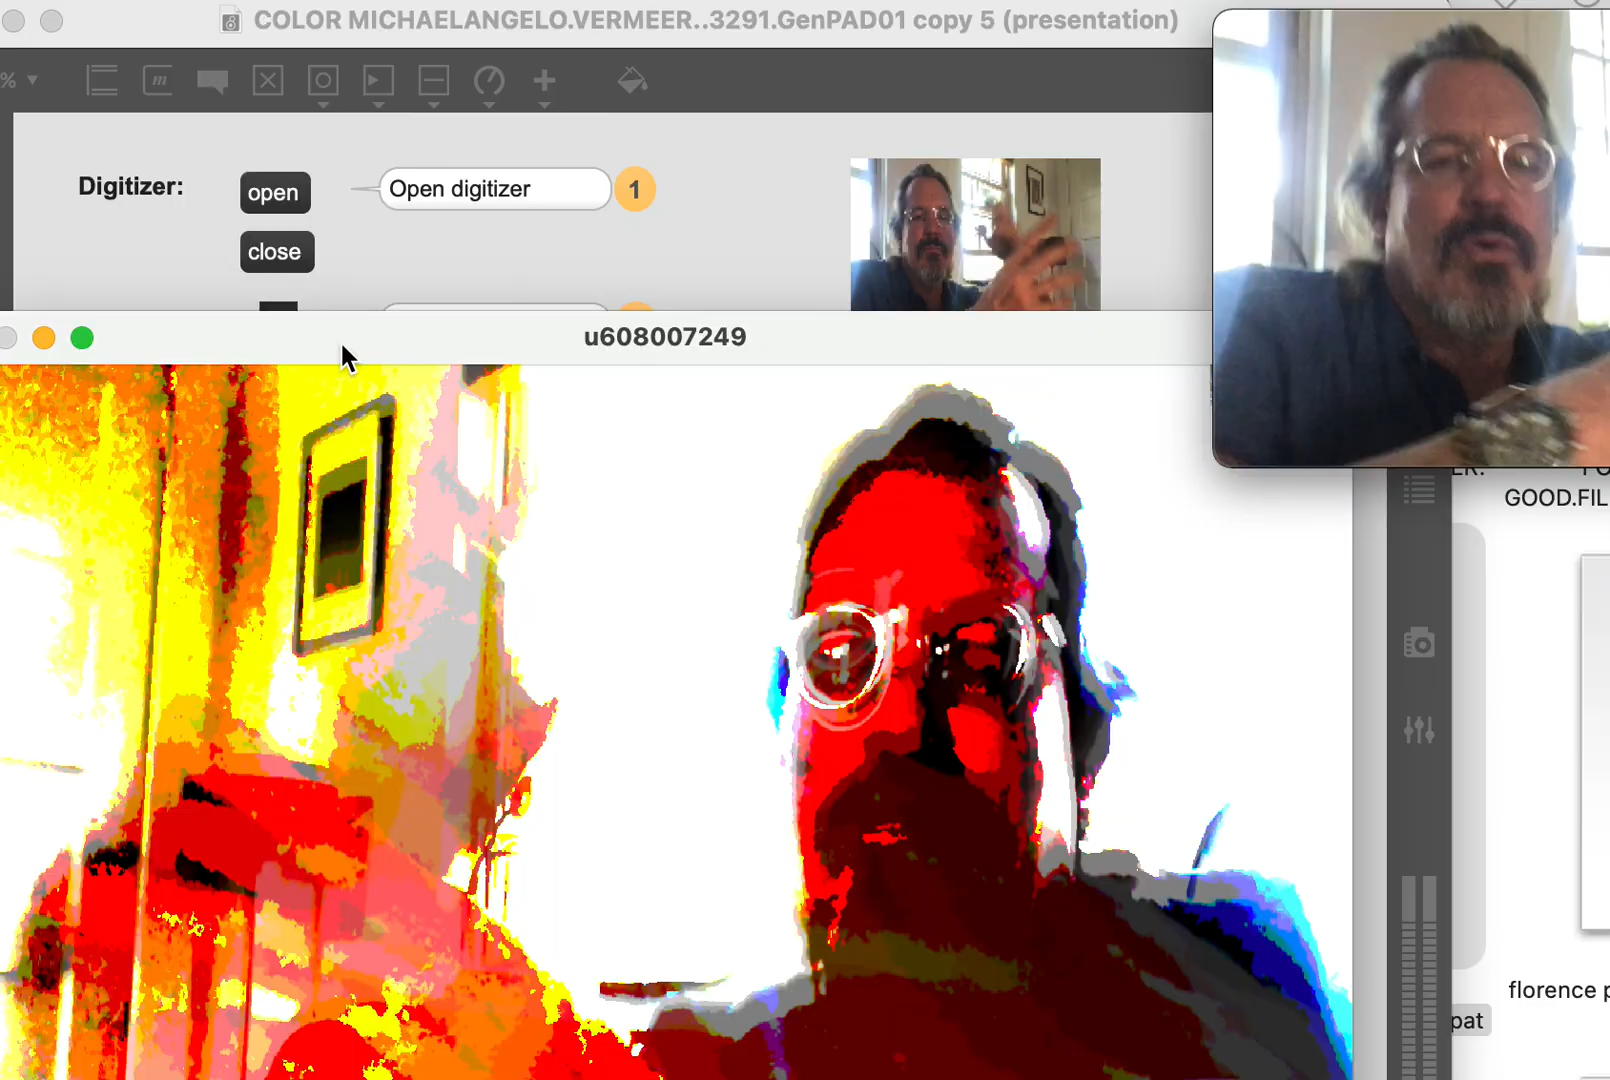 COLOR MICHAELANGELO.VERMEER..3291.GenPAD01 copy 5 (presentation)
%
m
Digitizer:
open
Open digitizer
1
close
u608007249
GOOD.FIL
florence p
pat